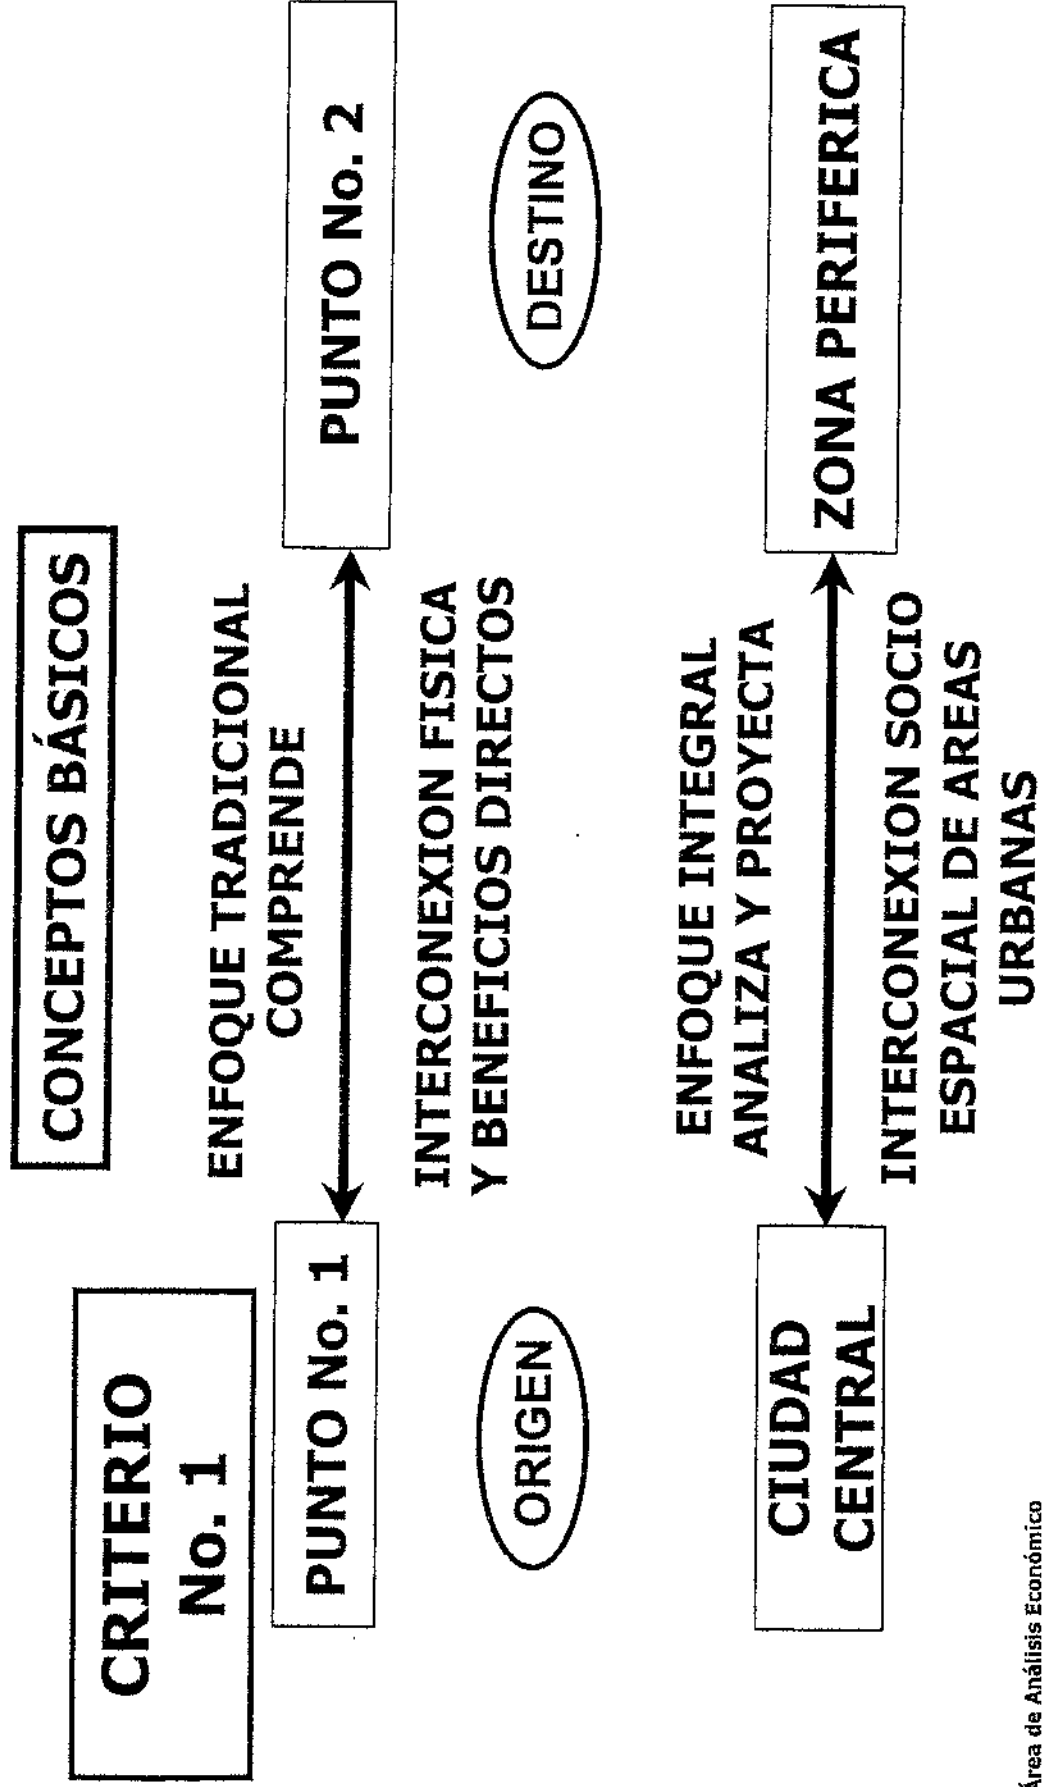 CONCEPTOS BÁSICOS
CRITERIO
No. 1
ENFOQUE TRADICIONAL
COMPRENDE
PUNTO No. 1
PUNTO No. 2
INTERCONEXION FISICA
Y BENEFICIOS DIRECTOS
ORIGEN
DESTINO
ENFOQUE INTEGRAL
ANALIZA Y PROYECTA
CIUDAD
CENTRAL
ZONA PERIFERICA
INTERCONEXION SOCIO
ESPACIAL DE AREAS
URBANAS
Área de Análisis Económico